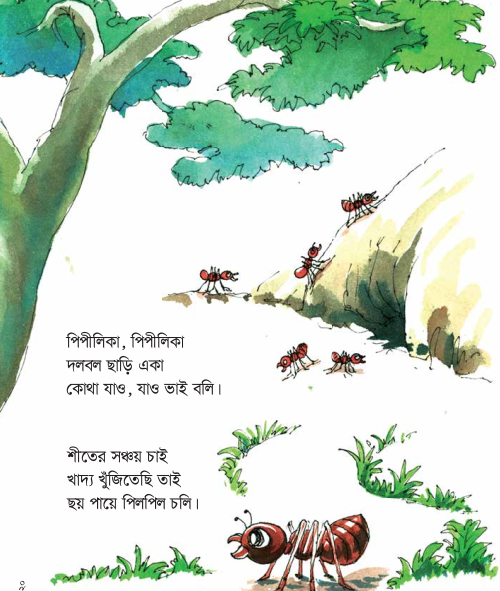 পিপীলিকা, পিপীলিকা
দলবল ছাড়ি একা
কোথা যাও, যাও ভাই বলি।
শীতের সঞ্চয় চাই
খাদ্য খুঁজিতেছি তাই
ছয় পায়ে পিলপিল চলি।